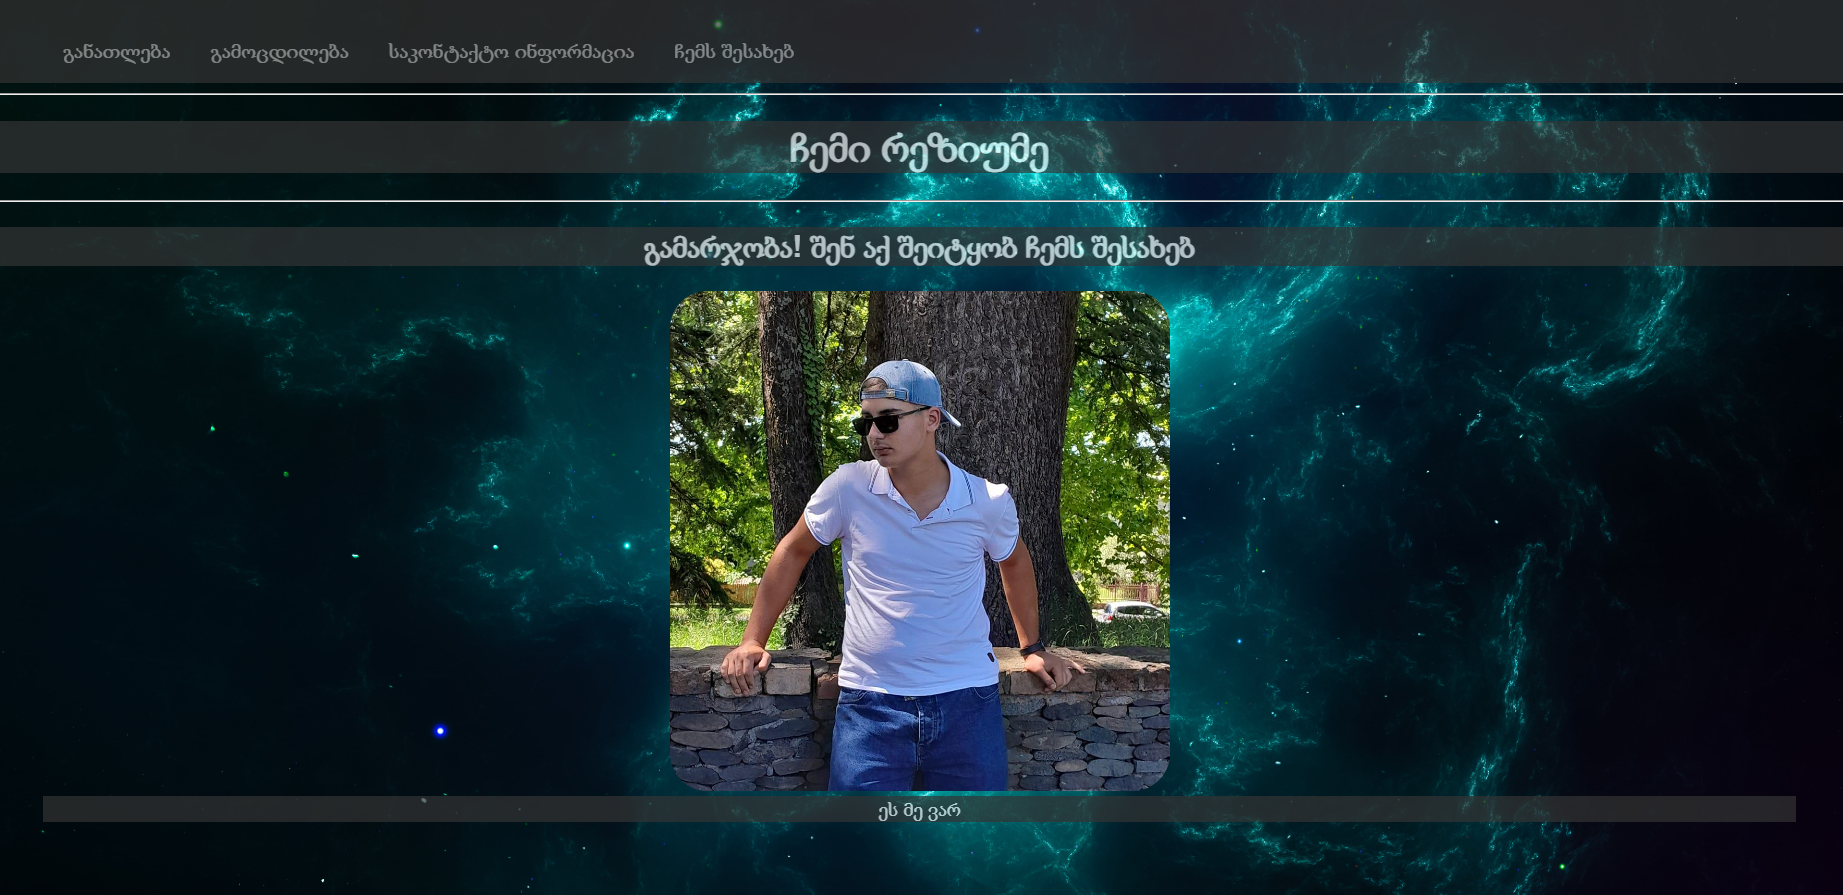 განათლება გამოცდილება საკონტაქტო ინფორმაცია ჩემს შესახებ
ჩემი რეზიუმე
გამარჯობა! შენ აქ შეიტყობ ჩემს შესახებ
ეს მე ვარ